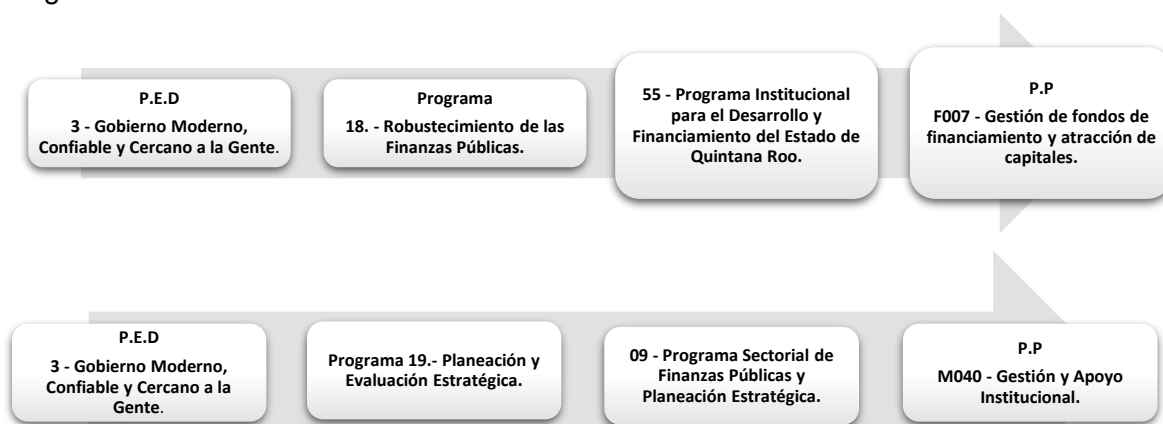 P.E.D
3 - Gobierno Moderno,
Confiable y Cercano a la Gente.
Programa
18. - Robustecimiento de las
Finanzas Públicas.
55 - Programa Institucional
para el Desarrollo y
Financiamiento del Estado de
Quintana Roo.
P.P
F007 - Gestión de fondos de
financiamiento y atracción de
capitales.
P.E.D
3 - Gobierno Moderno,
Confiable y Cercano a la
Gente.
Programa 19.- Planeación y
Evaluación Estratégica.
09 - Programa Sectorial de
Finanzas Públicas y
Planeación Estratégica.
P.P
M040 - Gestión y Apoyo
Institucional.